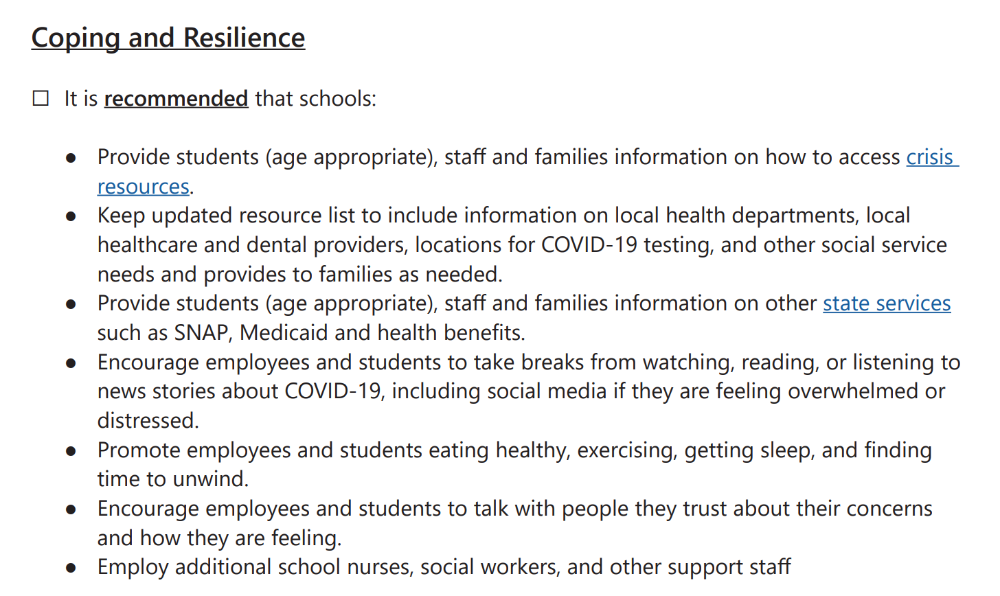 Coping and Resilience
☐ It is recommended that schools:
● Provide students (age appropriate), staff and families information on how to access crisis
resources.
● Keep updated resource list to include information on local health departments, local
healthcare and dental providers, locations for COVID-19 testing, and other social service
needs and provides to families as needed.
● Provide students (age appropriate), staff and families information on other state services
such as SNAP, Medicaid and health benefits.
● Encourage employees and students to take breaks from watching, reading, or listening to
news stories about COVID-19, including social media if they are feeling overwhelmed or
distressed.
● Promote employees and students eating healthy, exercising, getting sleep, and finding
time to unwind.
● Encourage employees and students to talk with people they trust about their concerns
and how they are feeling.
● Employ additional school nurses, social workers, and other support staff